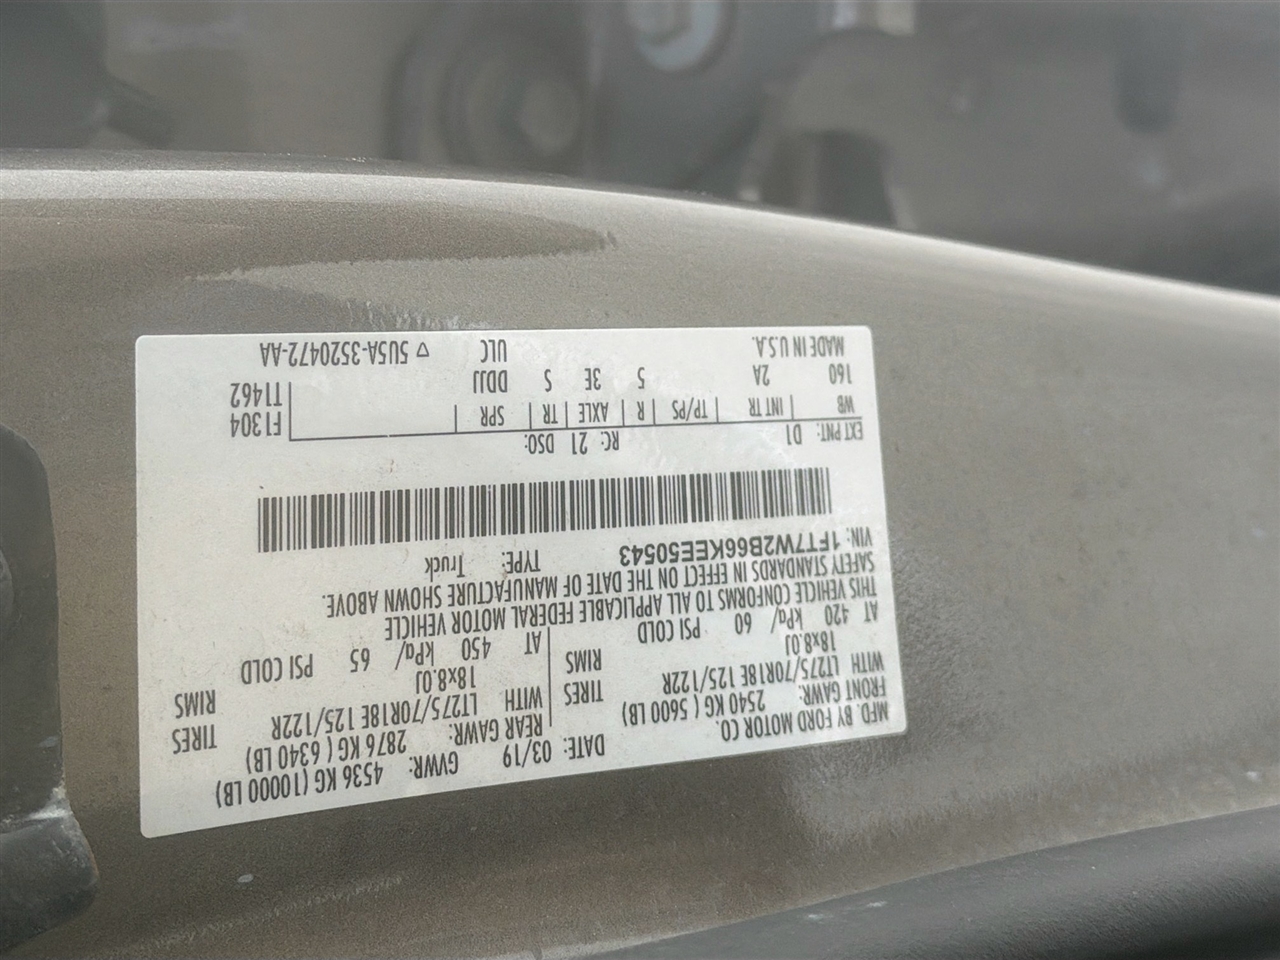 MFD. BY FORD MOTOR CO.
DATE: 03/19 GVWR: 4536 KG (10000 LB)
FRONT GAWR: 2540 KG (5600 LB)
REAR GAWR: 2876 KG (6340 LB)
WITH LT275/70R18E 125/122R TIRES
WITH LT275/70R18E 125/122R TIRES
18x8.0J RIMS
18x8.0J RIMS
AT 420 kPa/ 60 PSI COLD
AT 450 kPa/ 65 PSI COLD
THIS VEHICLE CONFORMS TO ALL APPLICABLE FEDERAL MOTOR VEHICLE
SAFETY STANDARDS IN EFFECT ON THE DATE OF MANUFACTURE SHOWN ABOVE.
VIN: 1FT7W2B66KEE50543 TYPE: Truck
EXT PNT: D1 RC: 21 DSO:
WB | INT TR | TP/PS | R | AXLE | TR | SPR | F1304
160 2A 5 3E S DDJJ T1462
MADE IN U.S.A. ULC ▽ 5U5A-3520472-AA